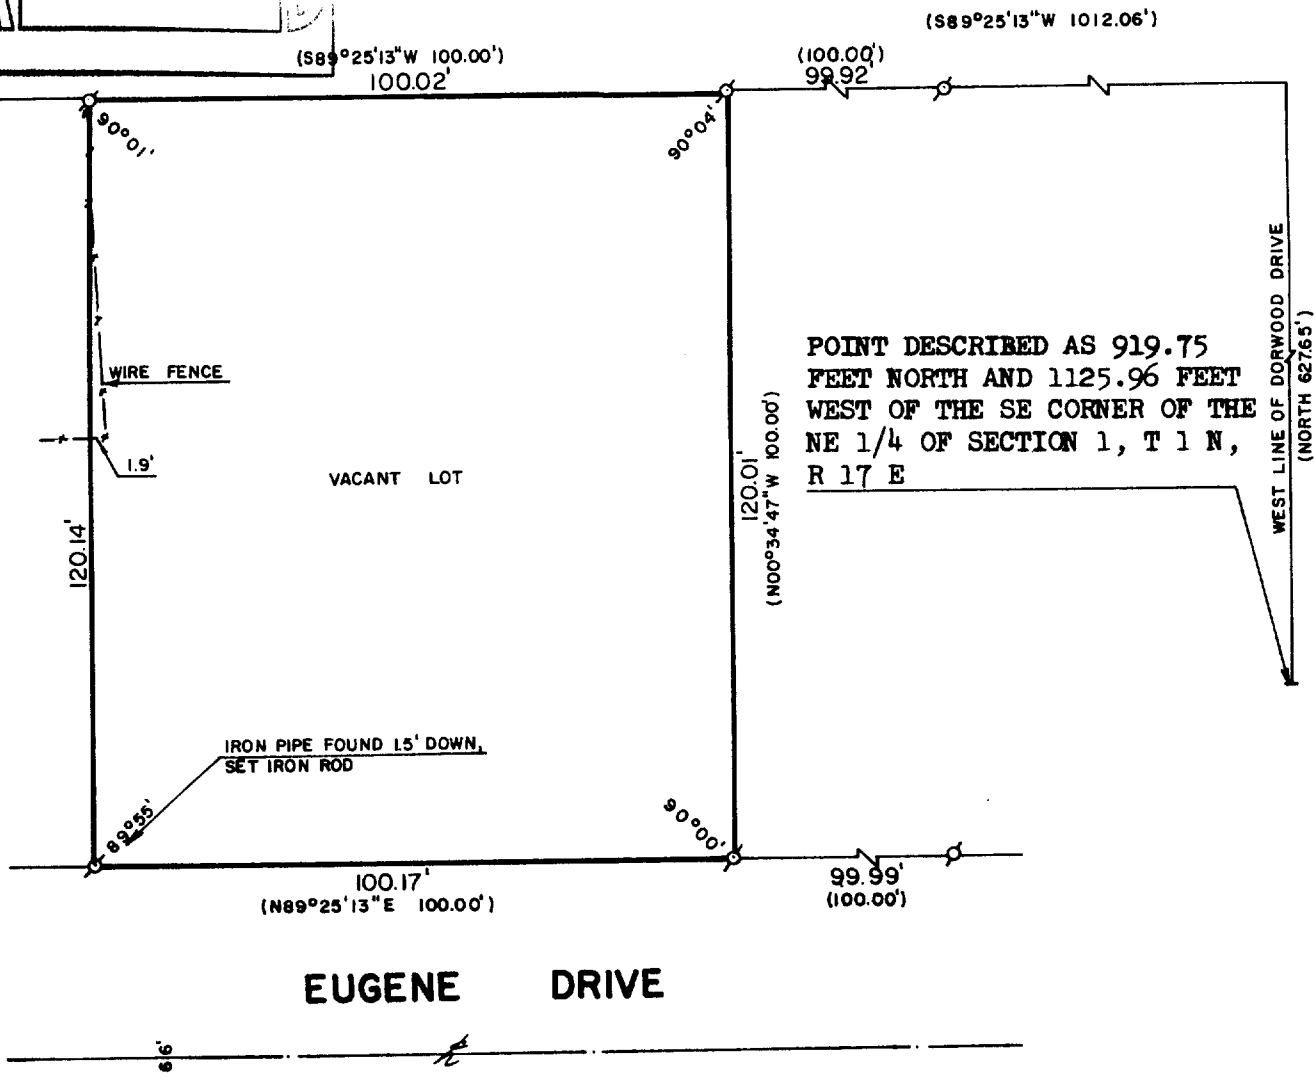 (S89°25'13"W 1012.06')
(S89°25'13"W 100.00')
100.02'
(100.00')
99.92'
90°01'
90°04'
WIRE FENCE
1.9'
VACANT LOT
120.14'
120.01'
(N00°34'47"W 100.00')
POINT DESCRIBED AS 919.75
FEET NORTH AND 1125.96 FEET
WEST OF THE SE CORNER OF THE
NE 1/4 OF SECTION 1, T 1 N,
R 17 E
WEST LINE OF DORWOOD DRIVE
(NORTH 627.65')
IRON PIPE FOUND 1.5' DOWN,
SET IRON ROD
89°55'
90°00'
100.17'
(N89°25'13"E 100.00')
99.99'
(100.00')
EUGENE DRIVE
66'